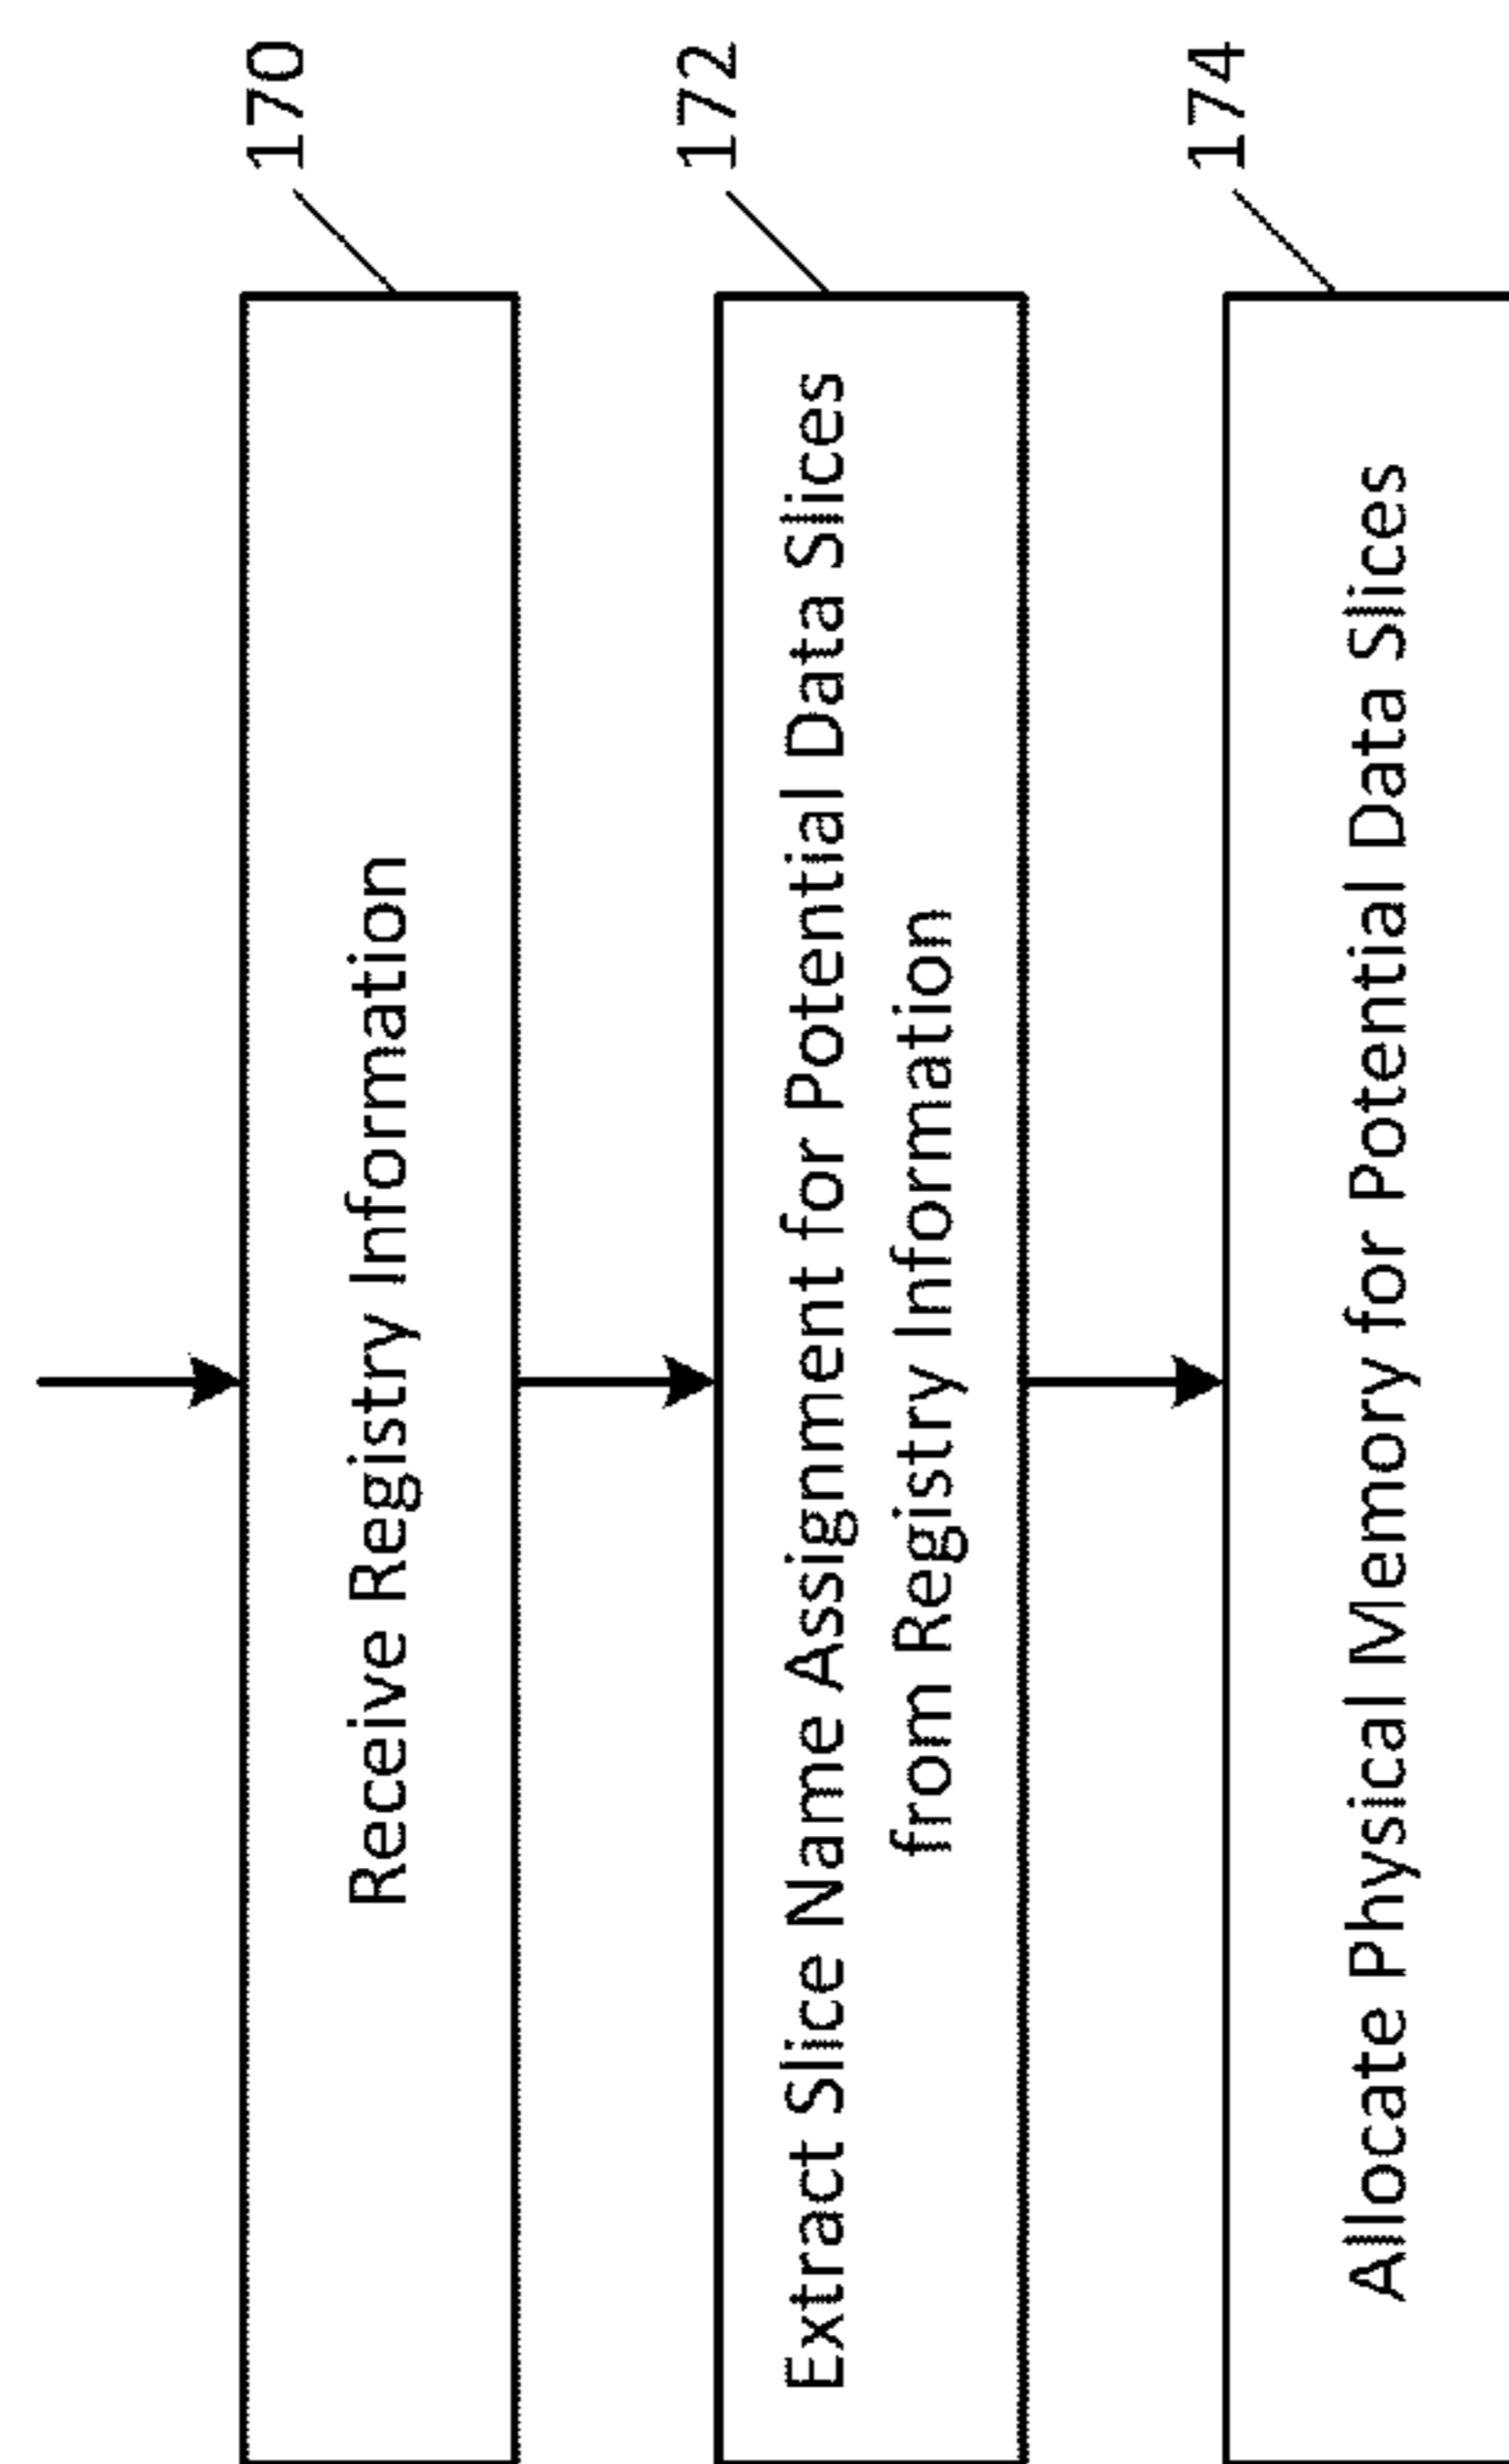 170
Receive Registry Information
172
Extract Slice Name Assignment for Potential Data Slices
from Registry Information
174
Allocate Physical Memory for Potential Data Slices